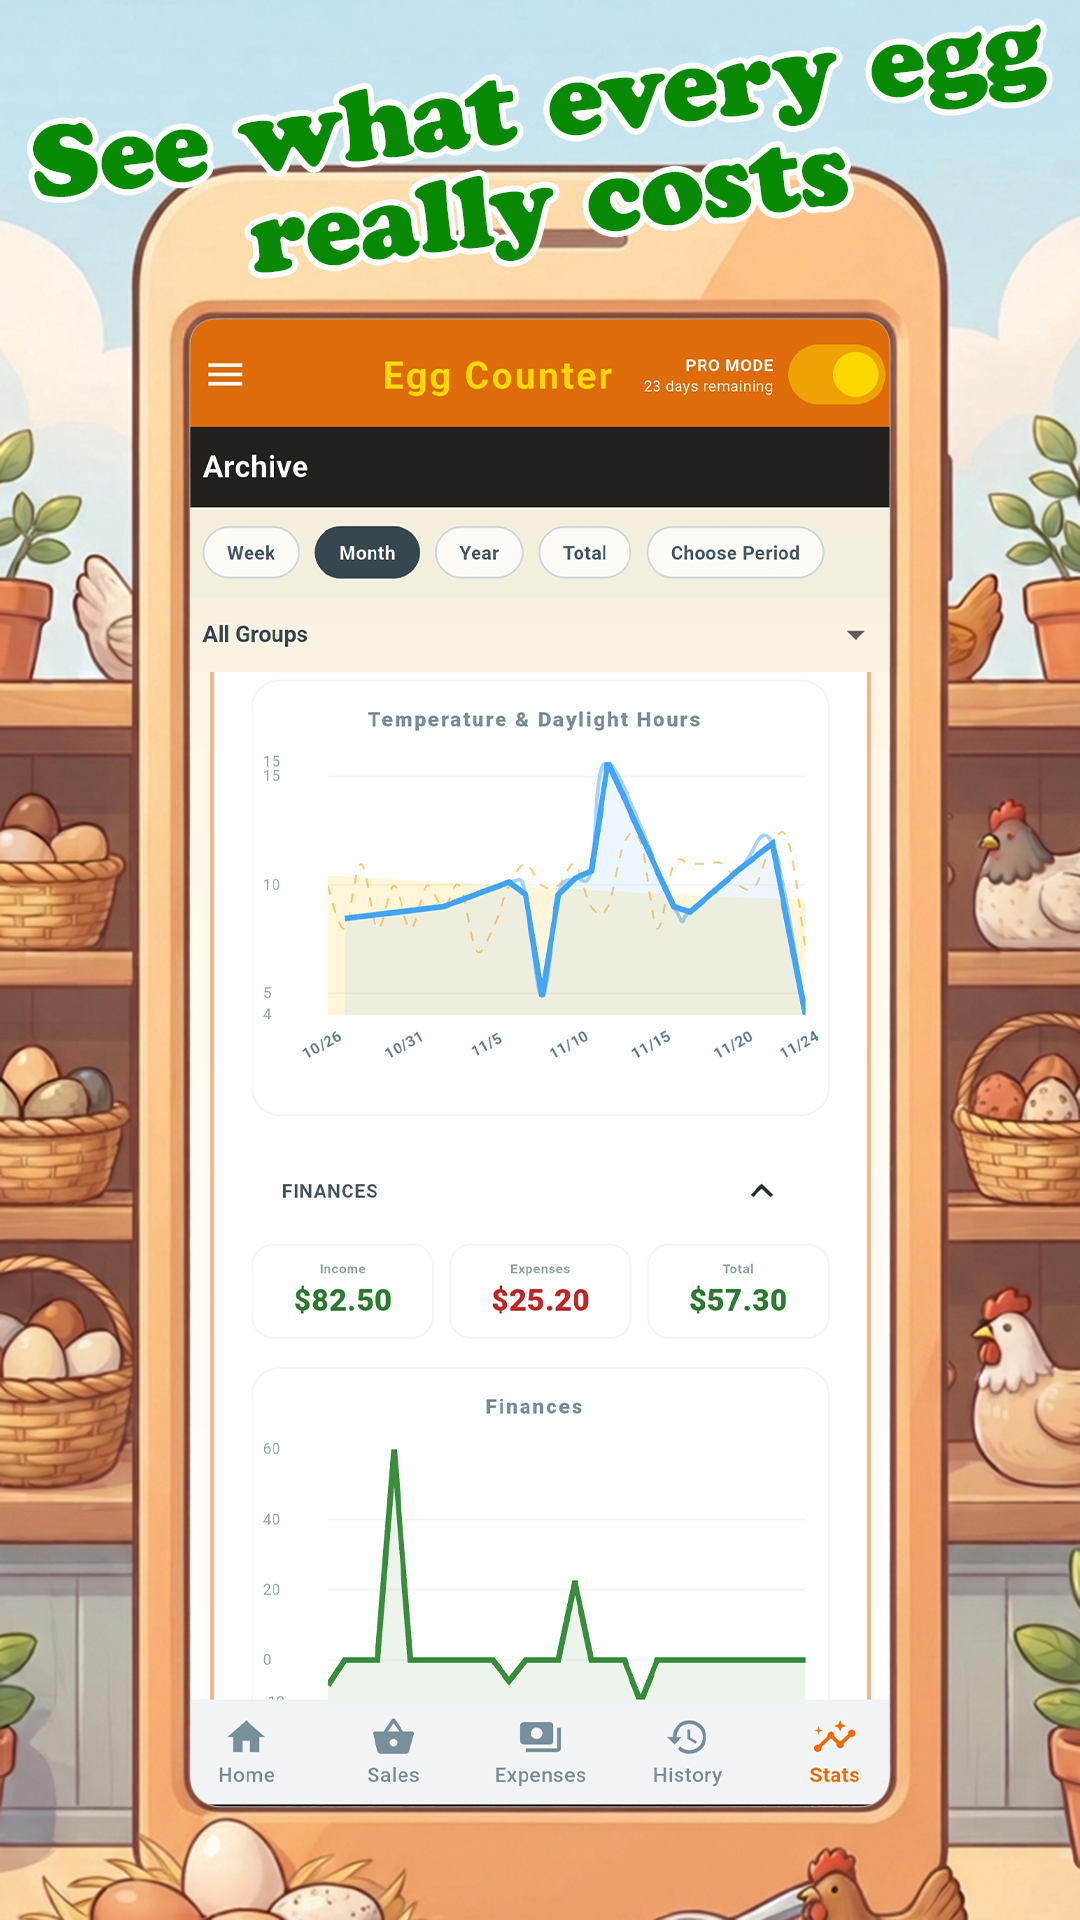 See what every egg
really costs
Egg Counter
PRO MODE
23 days remaining
Archive
Week
Month
Year
Total
Choose Period
All Groups
Temperature & Daylight Hours
15
15
10
5
4
10/26
10/31
11/5
11/10
11/15
11/20
11/24
FINANCES
Income
Expenses
Total
$82.50
$25.20
$57.30
Finances
60
40
20
0
Home
Sales
Expenses
History
Stats